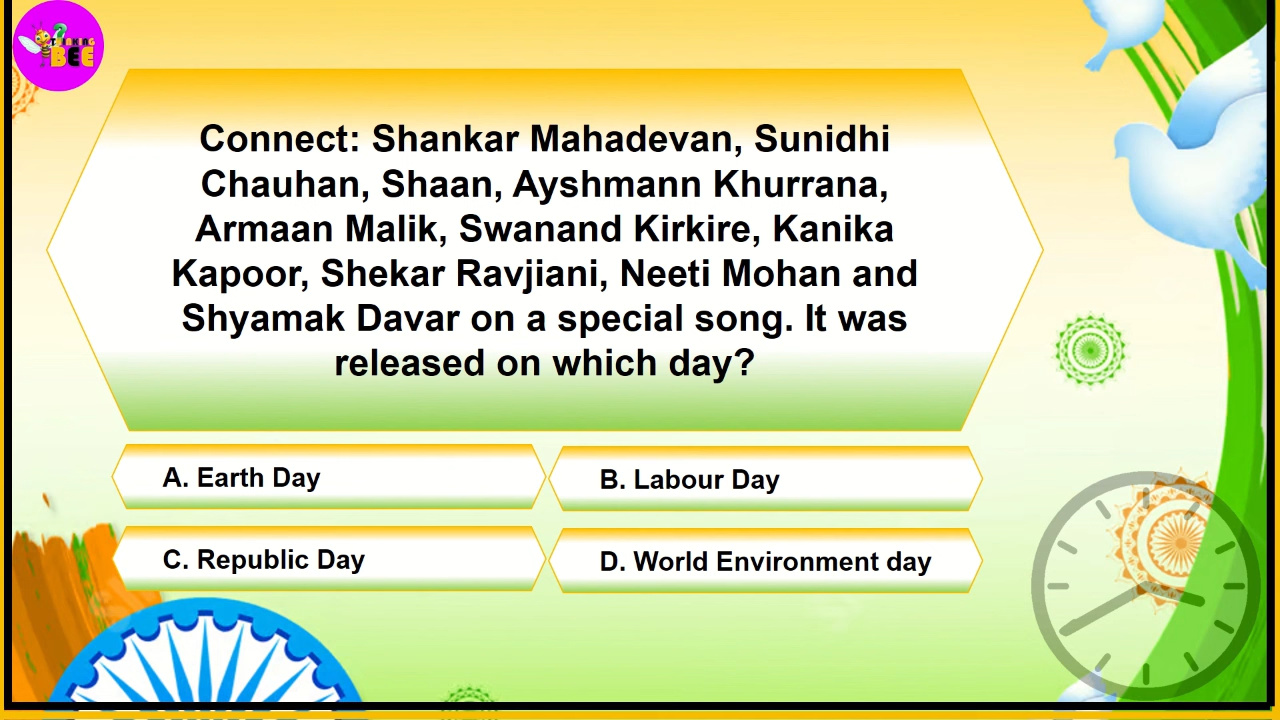 THINKING
BEE
Connect: Shankar Mahadevan, Sunidhi
Chauhan, Shaan, Ayshmann Khurrana,
Armaan Malik, Swanand Kirkire, Kanika
Kapoor, Shekar Ravjiani, Neeti Mohan and
Shyamak Davar on a special song. It was
released on which day?
A. Earth Day
B. Labour Day
C. Republic Day
D. World Environment day